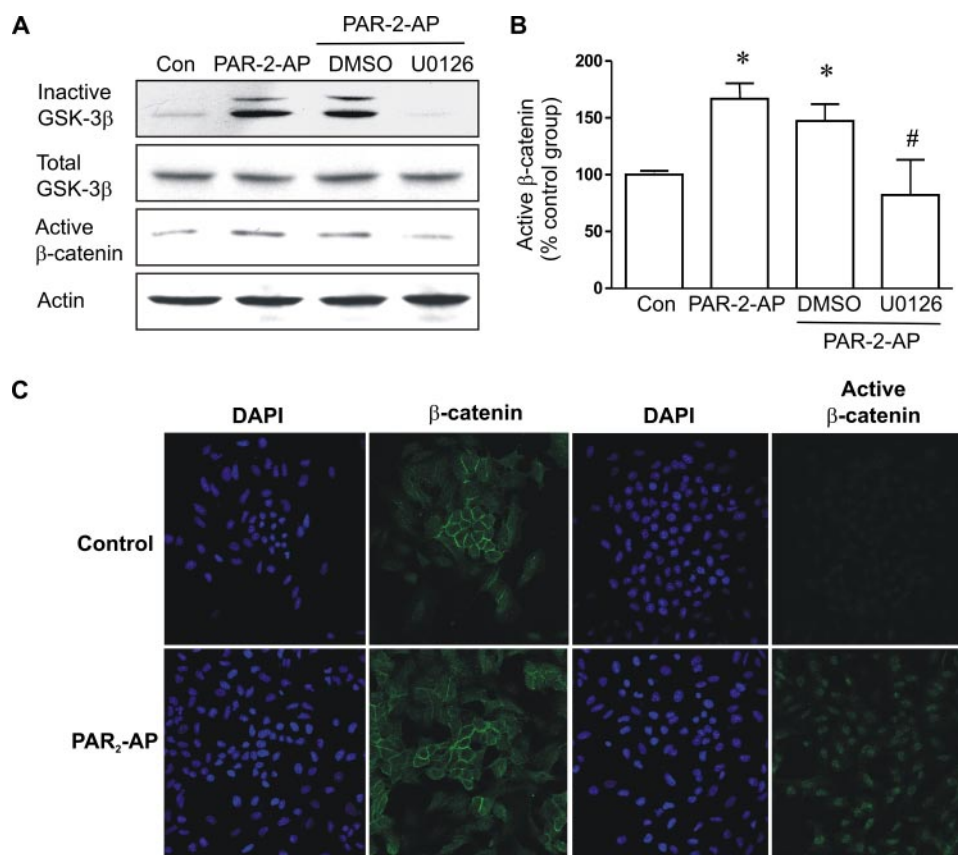 A
PAR-2-AP
Con PAR-2-AP DMSO U0126
Inactive
GSK-3β
Total
GSK-3β
Active
β-catenin
Actin
B
Active β-catenin
(% control group)
200
150
100
50
0
*
*
#
Con PAR-2-AP DMSO U0126
PAR-2-AP
C
DAPI β-catenin DAPI Active
β-catenin
Control
PAR₂-AP